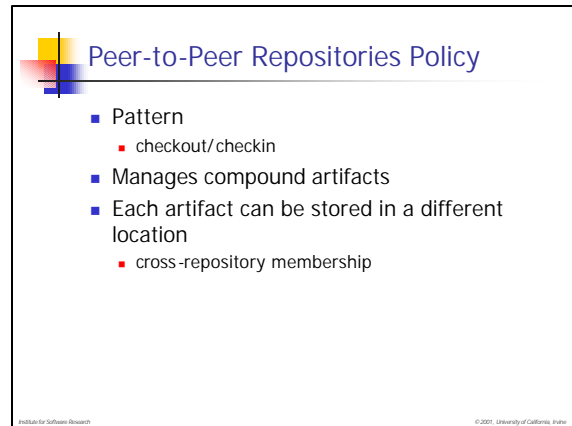 Peer-to-Peer Repositories Policy
Pattern
checkout/checkin
Manages compound artifacts
Each artifact can be stored in a different
location
cross-repository membership
Institute for Software Research
©2001, University of California, Irvine